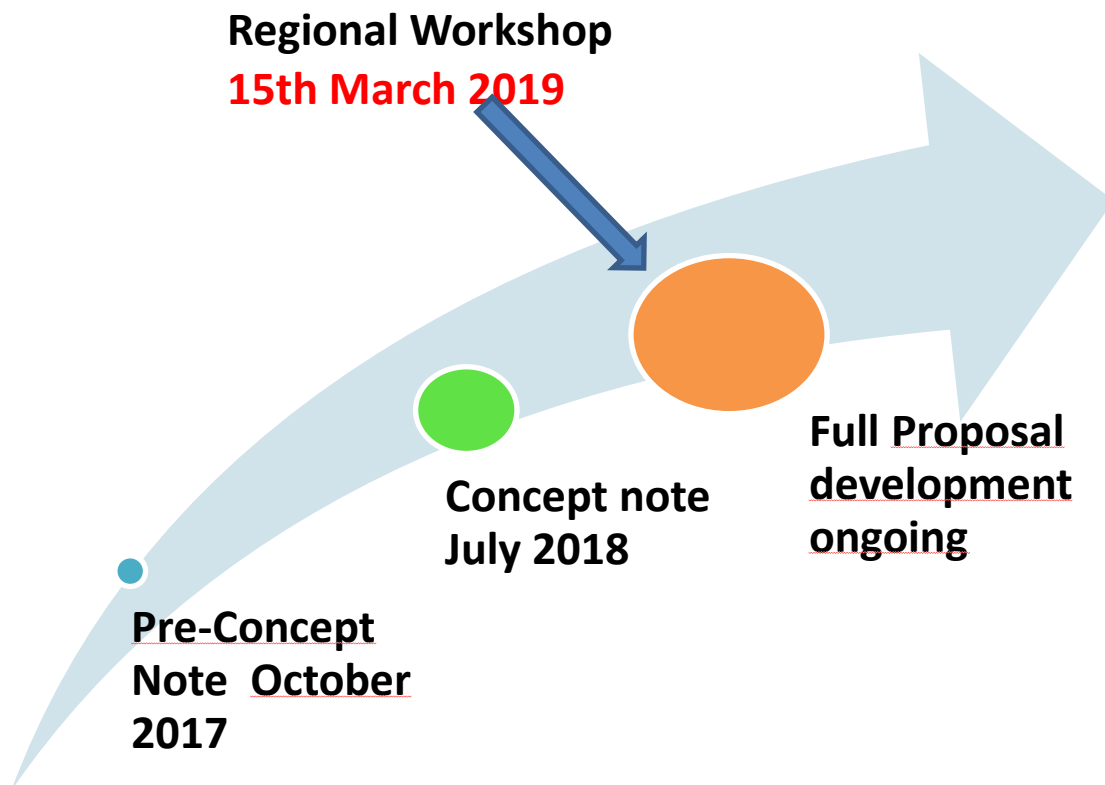 Regional Workshop
15th March 2019
Full Proposal
development
ongoing
Concept note
July 2018
Pre-Concept
Note  October
2017